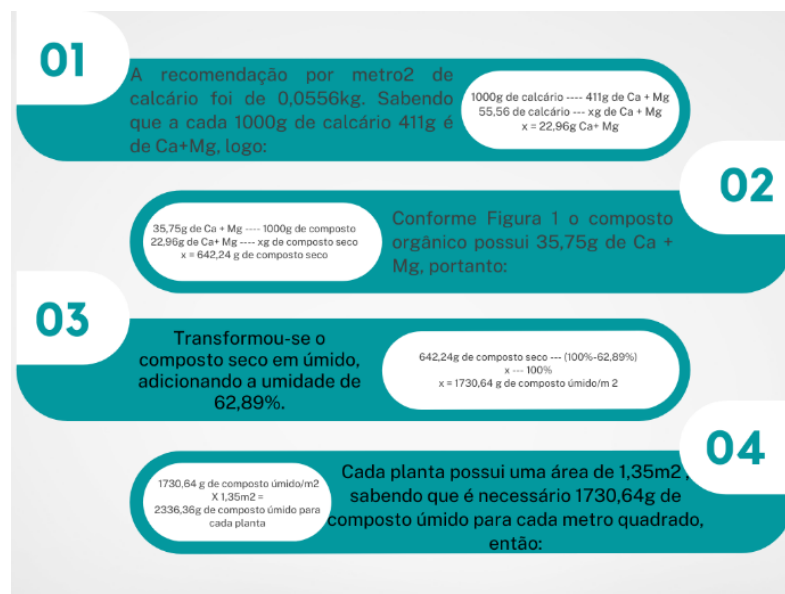 01
A recomendação por metro2 de
calcário foi de 0,0556kg. Sabendo
que a cada 1000g de calcário 411g é
de Ca+Mg, logo:
1000g de calcário ---- 411g de Ca + Mg
55,56 de calcário --- xg de Ca + Mg
x = 22,96g Ca+ Mg
02
35,75g de Ca + Mg ---- 1000g de composto
22,96g de Ca+ Mg ---- xg de composto seco
x = 642,24 g de composto seco
Conforme Figura 1 o composto
orgânico possui 35,75g de Ca +
Mg, portanto:
03
Transformou-se o
composto seco em úmido,
adicionando a umidade de
62,89%.
642,24g de composto seco --- (100%-62,89%)
x --- 100%
x = 1730,64 g de composto úmido/m 2
04
1730,64 g de composto úmido/m2
X 1,35m2 =
2336,36g de composto úmido para
cada planta
Cada planta possui uma área de 1,35m2 ,
sabendo que é necessário 1730,64g de
composto úmido para cada metro quadrado,
então: